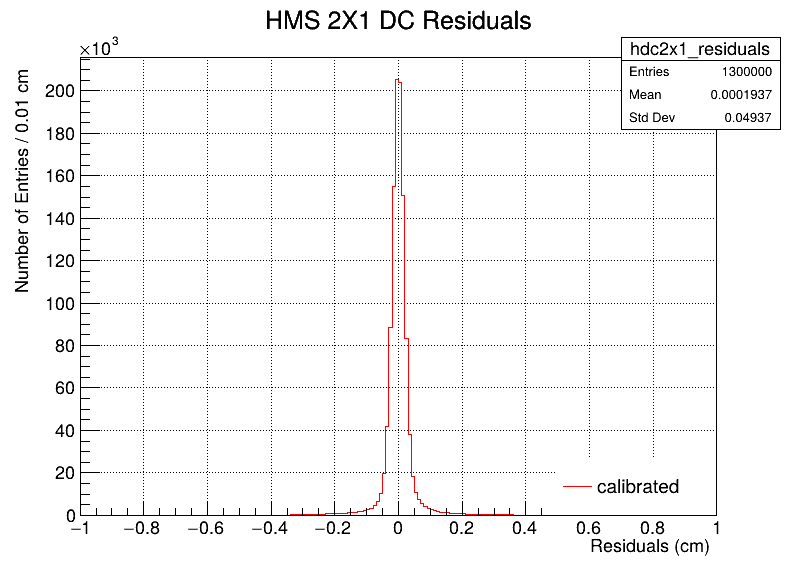 HMS 2X1 DC Residuals
×10³
hdc2x1_residuals
Entries 1300000
Mean 0.0001937
Std Dev 0.04937
Number of Entries / 0.01 cm
200
180
160
140
120
100
80
60
40
20
0
calibrated
−1 −0.8 −0.6 −0.4 −0.2 0 0.2 0.4 0.6 0.8 1
Residuals (cm)